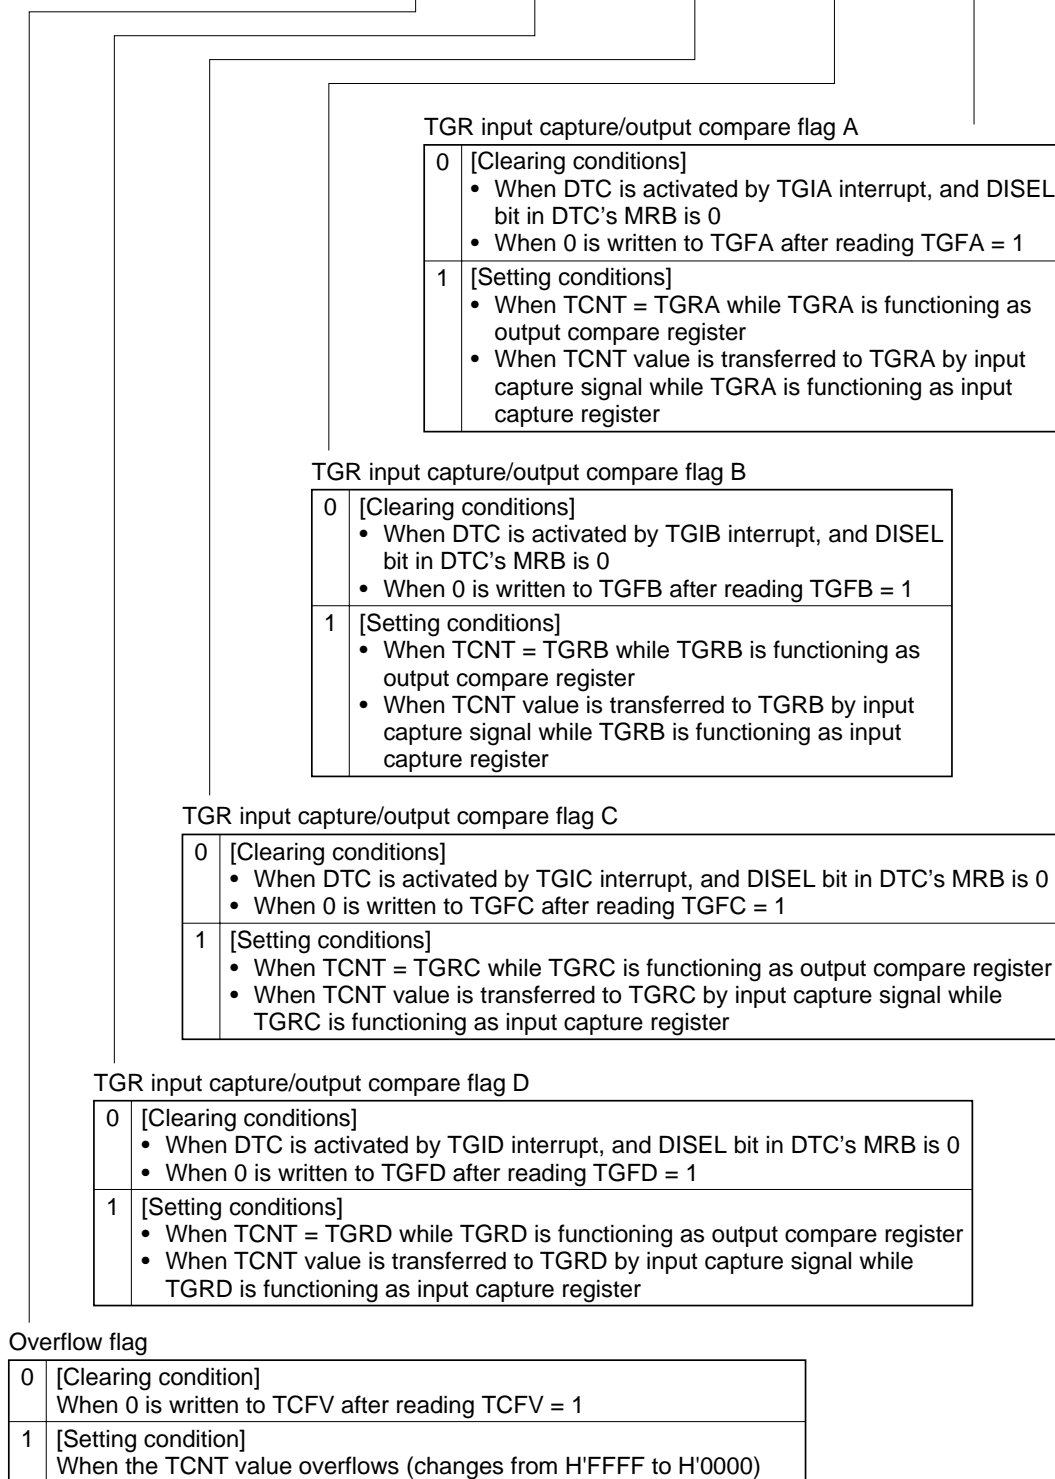 TGR input capture/output compare flag A
0 [Clearing conditions]
• When DTC is activated by TGIA interrupt, and DISEL
bit in DTC's MRB is 0
• When 0 is written to TGFA after reading TGFA = 1
1 [Setting conditions]
• When TCNT = TGRA while TGRA is functioning as
output compare register
• When TCNT value is transferred to TGRA by input
capture signal while TGRA is functioning as input
capture register
TGR input capture/output compare flag B
0 [Clearing conditions]
• When DTC is activated by TGIB interrupt, and DISEL
bit in DTC's MRB is 0
• When 0 is written to TGFB after reading TGFB = 1
1 [Setting conditions]
• When TCNT = TGRB while TGRB is functioning as
output compare register
• When TCNT value is transferred to TGRB by input
capture signal while TGRB is functioning as input
capture register
TGR input capture/output compare flag C
0 [Clearing conditions]
• When DTC is activated by TGIC interrupt, and DISEL bit in DTC's MRB is 0
• When 0 is written to TGFC after reading TGFC = 1
1 [Setting conditions]
• When TCNT = TGRC while TGRC is functioning as output compare register
• When TCNT value is transferred to TGRC by input capture signal while
TGRC is functioning as input capture register
TGR input capture/output compare flag D
0 [Clearing conditions]
• When DTC is activated by TGID interrupt, and DISEL bit in DTC's MRB is 0
• When 0 is written to TGFD after reading TGFD = 1
1 [Setting conditions]
• When TCNT = TGRD while TGRD is functioning as output compare register
• When TCNT value is transferred to TGRD by input capture signal while
TGRD is functioning as input capture register
Overflow flag
0 [Clearing condition]
When 0 is written to TCFV after reading TCFV = 1
1 [Setting condition]
When the TCNT value overflows (changes from H'FFFF to H'0000)